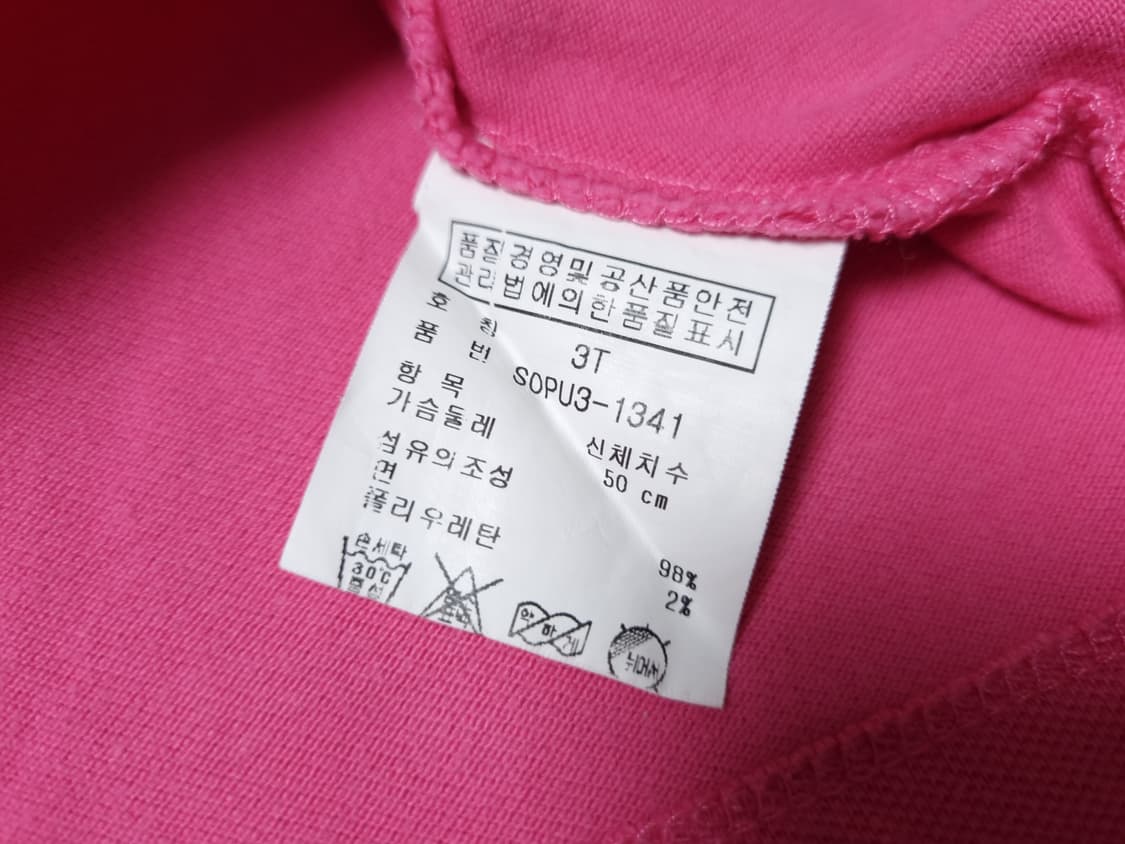 품질경영및공산품안전
관리법에의한품질표시
호 칭 3T
품 번 SOPU3-1341
항 목 신체치수
가슴둘레 50 cm
섬유의조성
면 98%
폴리우레탄 2%
손세탁
30℃
중성
약하게